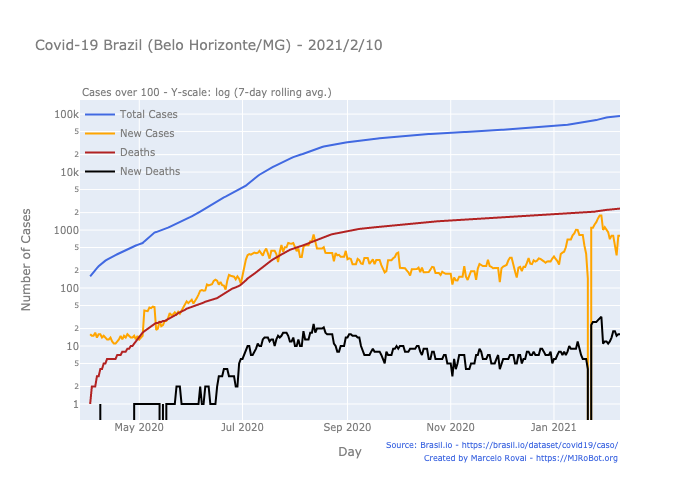 Covid-19 Brazil (Belo Horizonte/MG) - 2021/2/10
Cases over 100 - Y-scale: log (7-day rolling avg.)
Total Cases
New Cases
Deaths
New Deaths
Number of Cases
100k
5
2
10k
5
2
1000
5
2
100
5
2
10
5
2
1
May 2020
Jul 2020
Sep 2020
Nov 2020
Jan 2021
Day
Source: Brasil.io - https://brasil.io/dataset/covid19/caso/
Created by Marcelo Rovai - https://MJRoBot.org